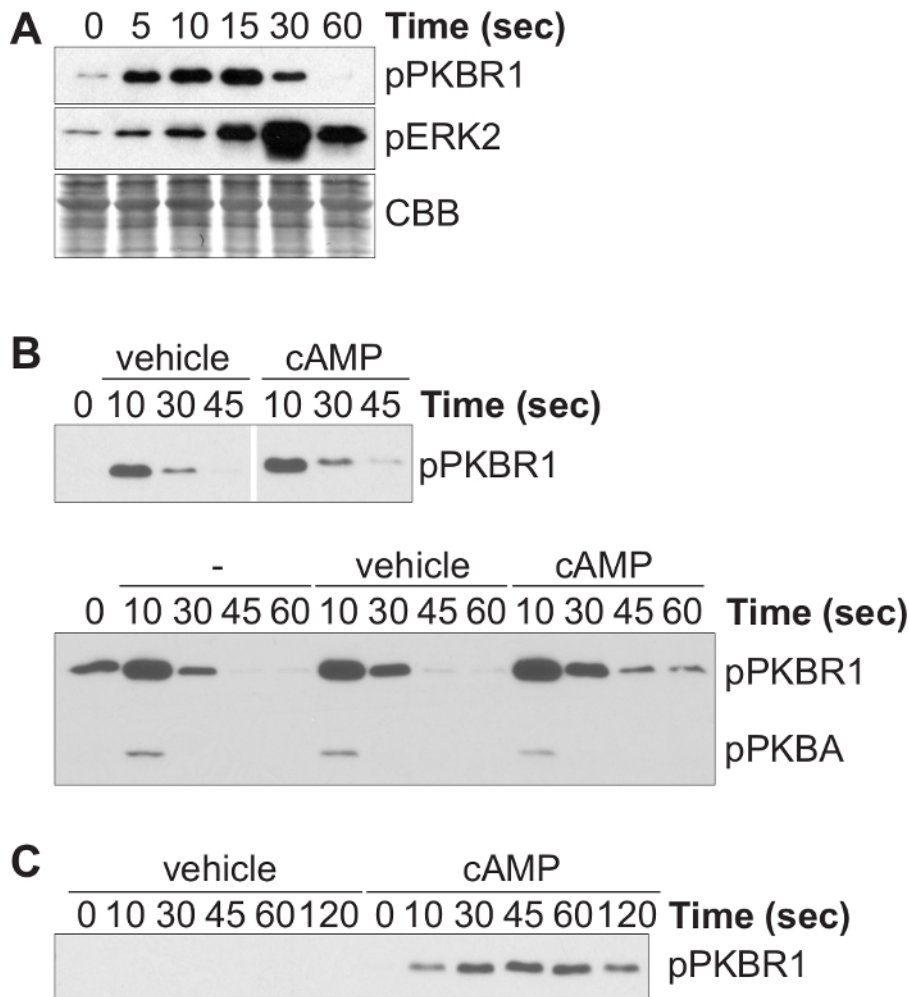 A 0 5 10 15 30 60 Time (sec)
pPKBR1
pERK2
CBB
B vehicle cAMP
0 10 30 45 10 30 45 Time (sec)
pPKBR1
- vehicle cAMP
0 10 30 45 60 10 30 45 60 10 30 45 60 Time (sec)
pPKBR1
pPKBA
C vehicle cAMP
0 10 30 45 60 120 0 10 30 45 60 120 Time (sec)
pPKBR1